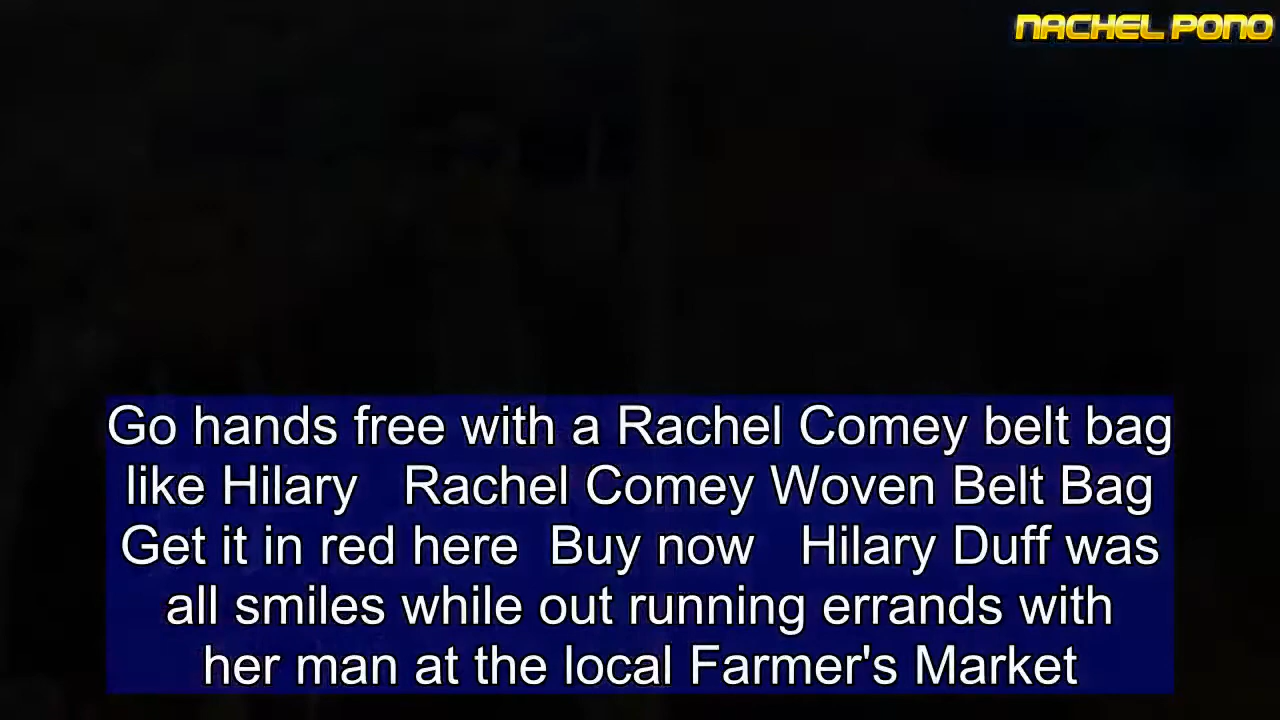 NACHEL PONO
Go hands free with a Rachel Comey belt bag
like Hilary   Rachel Comey Woven Belt Bag
Get it in red here  Buy now   Hilary Duff was
all smiles while out running errands with
her man at the local Farmer's Market